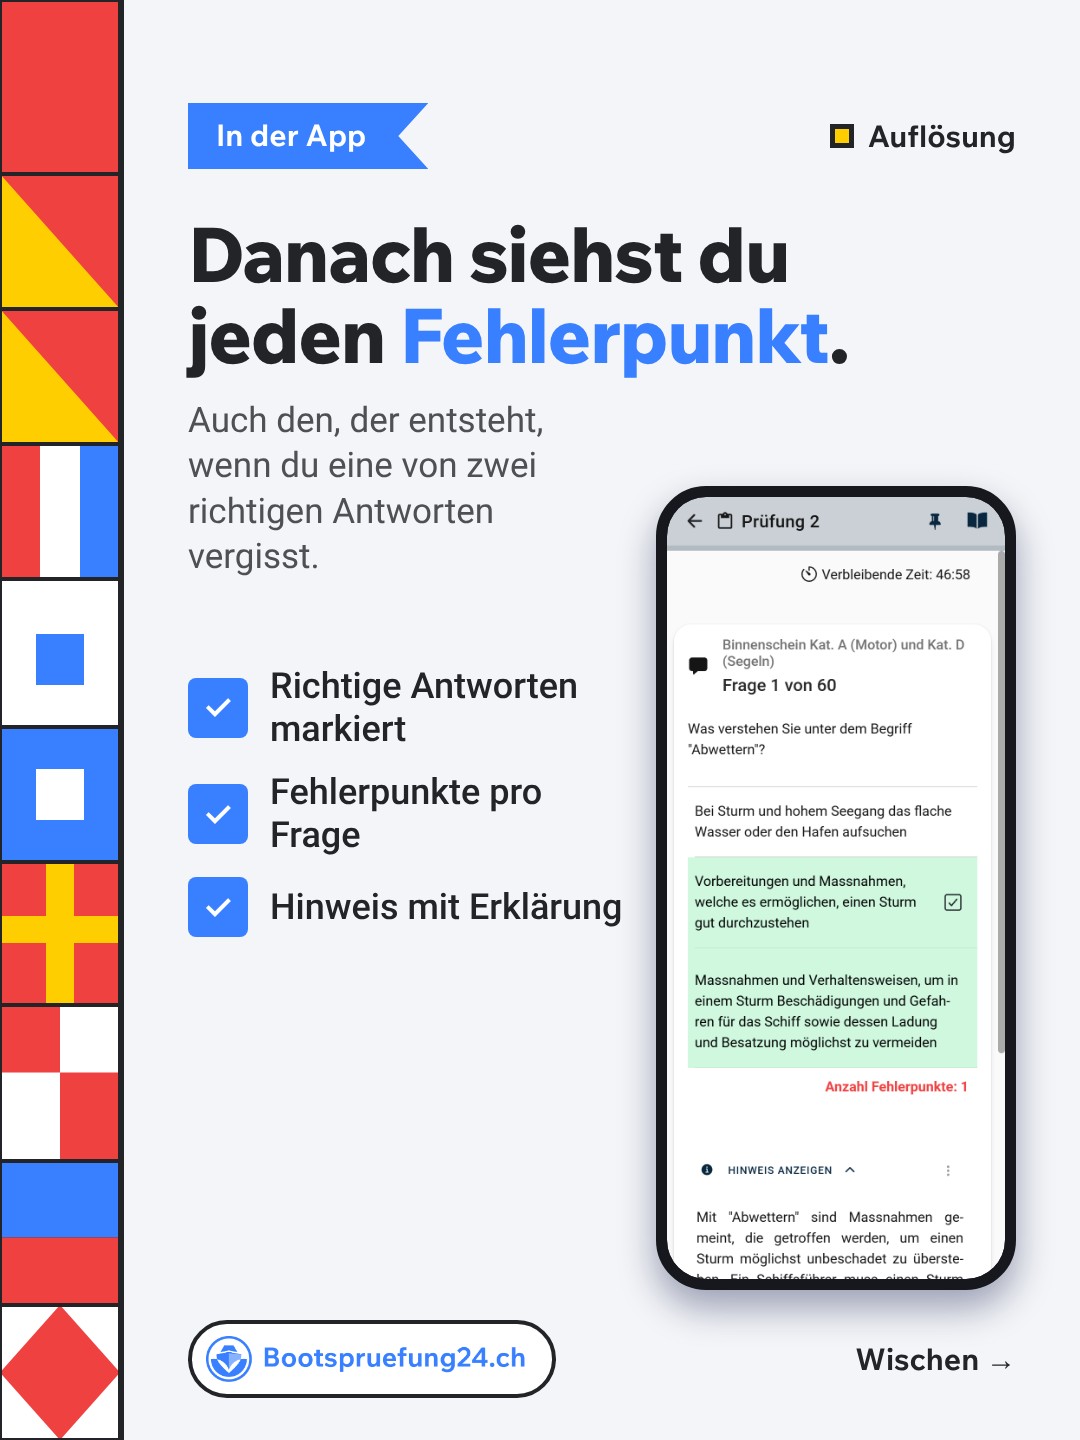 In der App
Auflösung
Danach siehst du
jeden Fehlerpunkt.
Auch den, der entsteht,
wenn du eine von zwei
richtigen Antworten
vergisst.
Richtige Antworten
markiert
Fehlerpunkte pro
Frage
Hinweis mit Erklärung
Prüfung 2
Verbleibende Zeit: 46:58
Binnenschein Kat. A (Motor) und Kat. D
(Segeln)
Frage 1 von 60
Was verstehen Sie unter dem Begriff
"Abwettern"?
Bei Sturm und hohem Seegang das flache
Wasser oder den Hafen aufsuchen
Vorbereitungen und Massnahmen,
welche es ermöglichen, einen Sturm
gut durchzustehen
Massnahmen und Verhaltensweisen, um in
einem Sturm Beschädigungen und Gefah-
ren für das Schiff sowie dessen Ladung
und Besatzung möglichst zu vermeiden
Anzahl Fehlerpunkte: 1
HINWEIS ANZEIGEN
Mit "Abwettern" sind Massnahmen ge-
meint, die getroffen werden, um einen
Sturm möglichst unbeschadet zu überste-
hen. Ein Schiffsführer muss einen Sturm
Bootspruefung24.ch
Wischen →